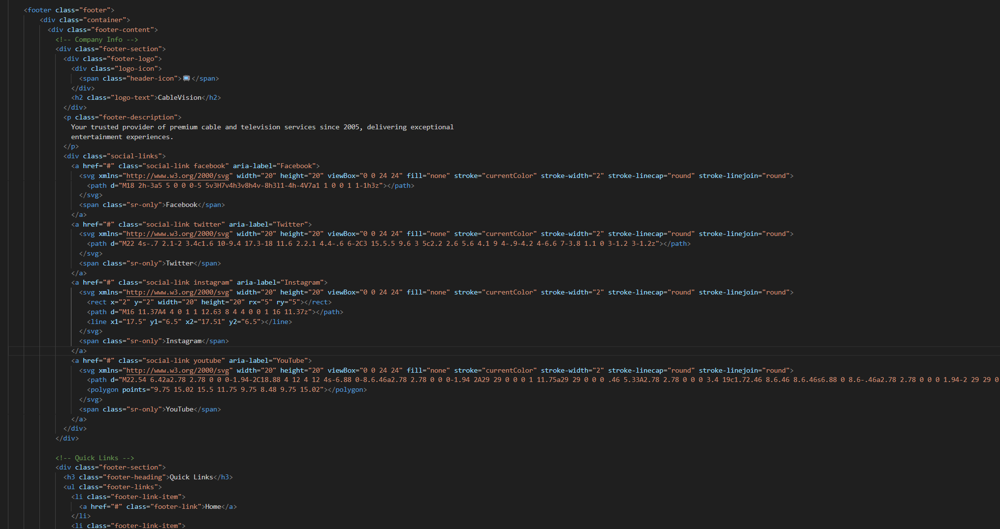 <footer class="footer">
<div class="container">
<div class="footer-content">
<!-- Company Info -->
<div class="footer-section">
<div class="footer-logo">
<div class="logo-icon">
<span class="header-icon">📺</span>
</div>
<h2 class="logo-text">CableVision</h2>
</div>
<p class="footer-description">
Your trusted provider of premium cable and television services since 2005, delivering exceptional
entertainment experiences.
</p>
<div class="social-links">
<a href="#" class="social-link facebook" aria-label="Facebook">
<svg xmlns="http://www.w3.org/2000/svg" width="20" height="20" viewBox="0 0 24 24" fill="none" stroke="currentColor" stroke-width="2" stroke-linecap="round" stroke-linejoin="round">
<path d="M18 2h-3a5 5 0 0 0-5 5v3H7v4h3v8h4v-8h3l1-4h-4V7a1 1 0 0 1 1-1h3z"></path>
</svg>
<span class="sr-only">Facebook</span>
</a>
<a href="#" class="social-link twitter" aria-label="Twitter">
<svg xmlns="http://www.w3.org/2000/svg" width="20" height="20" viewBox="0 0 24 24" fill="none" stroke="currentColor" stroke-width="2" stroke-linecap="round" stroke-linejoin="round">
<path d="M22 4s-.7 2.1-2 3.4c1.6 10-9.4 17.3-18 11.6 2.2.1 4.4-.6 6-2C3 15.5.5 9.6 3 5c2.2 2.6 5.6 4.1 9 4-.9-4.2 4-6.6 7-3.8 1.1 0 3-1.2 3-1.2z"></path>
</svg>
<span class="sr-only">Twitter</span>
</a>
<a href="#" class="social-link instagram" aria-label="Instagram">
<svg xmlns="http://www.w3.org/2000/svg" width="20" height="20" viewBox="0 0 24 24" fill="none" stroke="currentColor" stroke-width="2" stroke-linecap="round" stroke-linejoin="round">
<rect x="2" y="2" width="20" height="20" rx="5" ry="5"></rect>
<path d="M16 11.37A4 4 0 1 1 12.63 8 4 4 0 0 1 16 11.37z"></path>
<line x1="17.5" y1="6.5" x2="17.51" y2="6.5"></line>
</svg>
<span class="sr-only">Instagram</span>
</a>
<a href="#" class="social-link youtube" aria-label="YouTube">
<svg xmlns="http://www.w3.org/2000/svg" width="20" height="20" viewBox="0 0 24 24" fill="none" stroke="currentColor" stroke-width="2" stroke-linecap="round" stroke-linejoin="round">
<path d="M22.54 6.42a2.78 2.78 0 0 0-1.94-2C18.88 4 12 4 12 4s-6.88 0-8.6.46a2.78 2.78 0 0 0-1.94 2A29 29 0 0 0 1 11.75a29 29 0 0 0 .46 5.33A2.78 2.78 0 0 0 3.4 19c1.72.46 8.6.46 8.6.46s6.88 0 8.6-.46a2.78 2.78 0 0 0 1.94-2 29 29 0
<polygon points="9.75 15.02 15.5 11.75 9.75 8.48 9.75 15.02"></polygon>
</svg>
<span class="sr-only">YouTube</span>
</a>
</div>
</div>
<!-- Quick Links -->
<div class="footer-section">
<h3 class="footer-heading">Quick Links</h3>
<ul class="footer-links">
<li class="footer-link-item">
<a href="#" class="footer-link">Home</a>
</li>
<li class="footer-link-item">